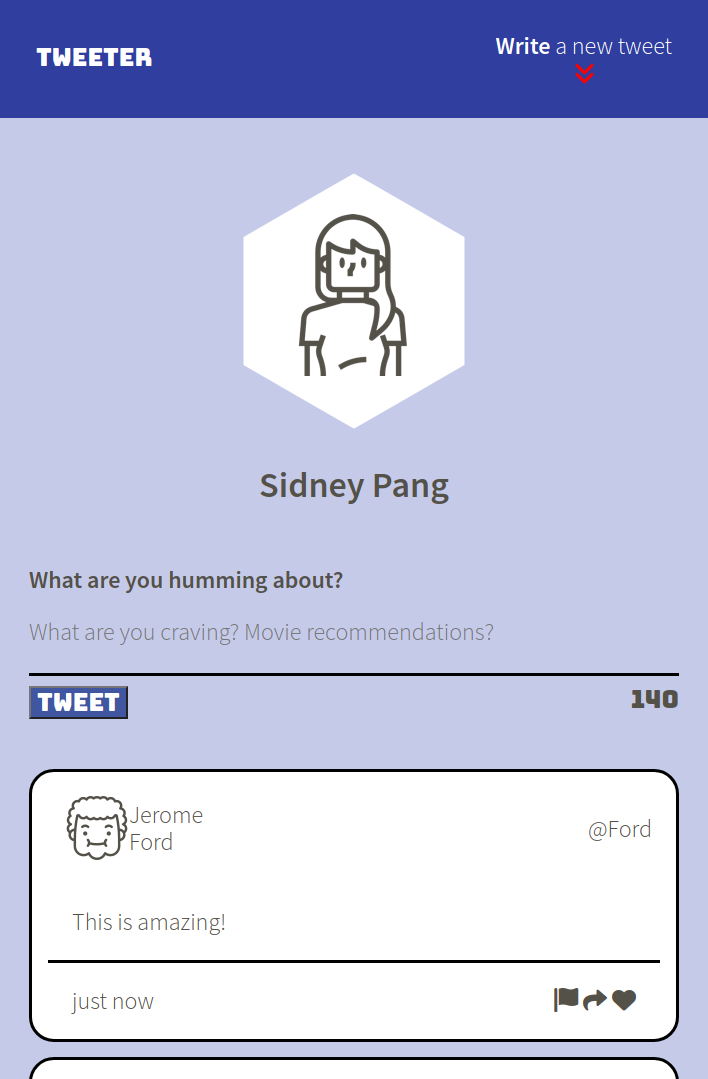 TWEETER
Write a new tweet
Sidney Pang
What are you humming about?
What are you craving? Movie recommendations?
TWEET
140
Jerome
Ford
@Ford
This is amazing!
just now